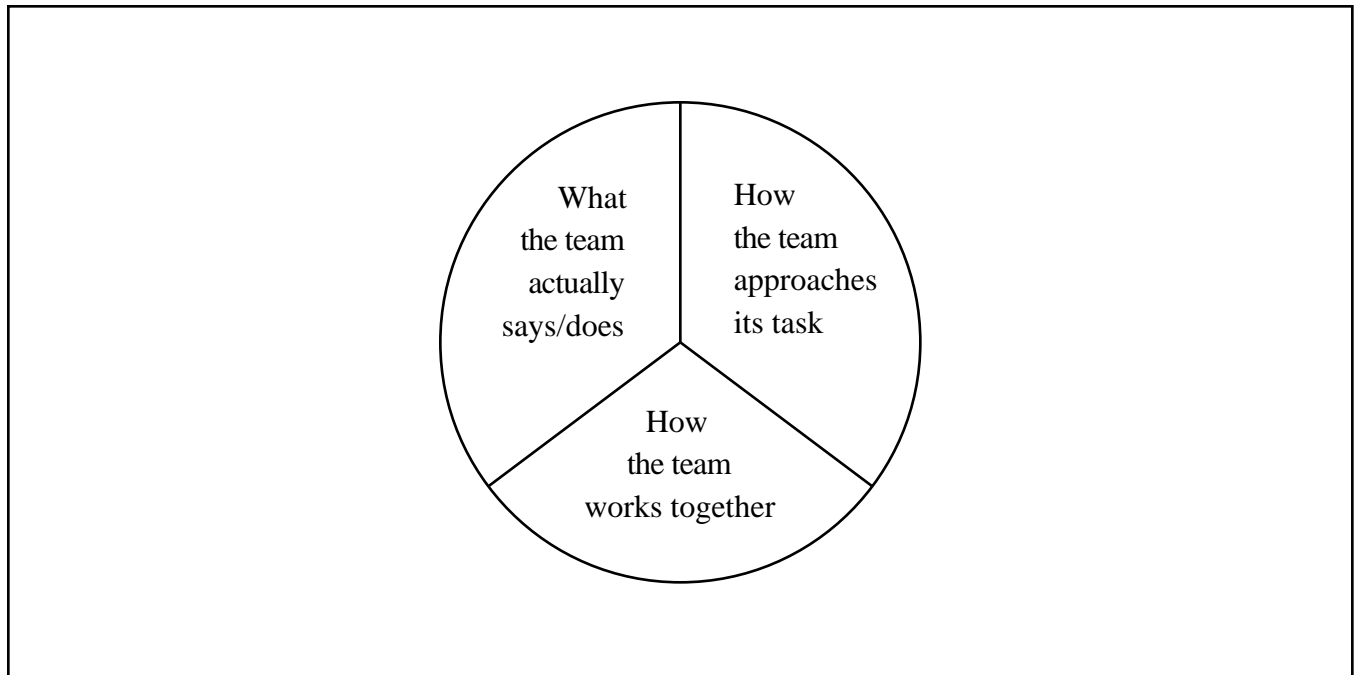 What
the team
actually
says/does
How
the team
approaches
its task
How
the team
works together